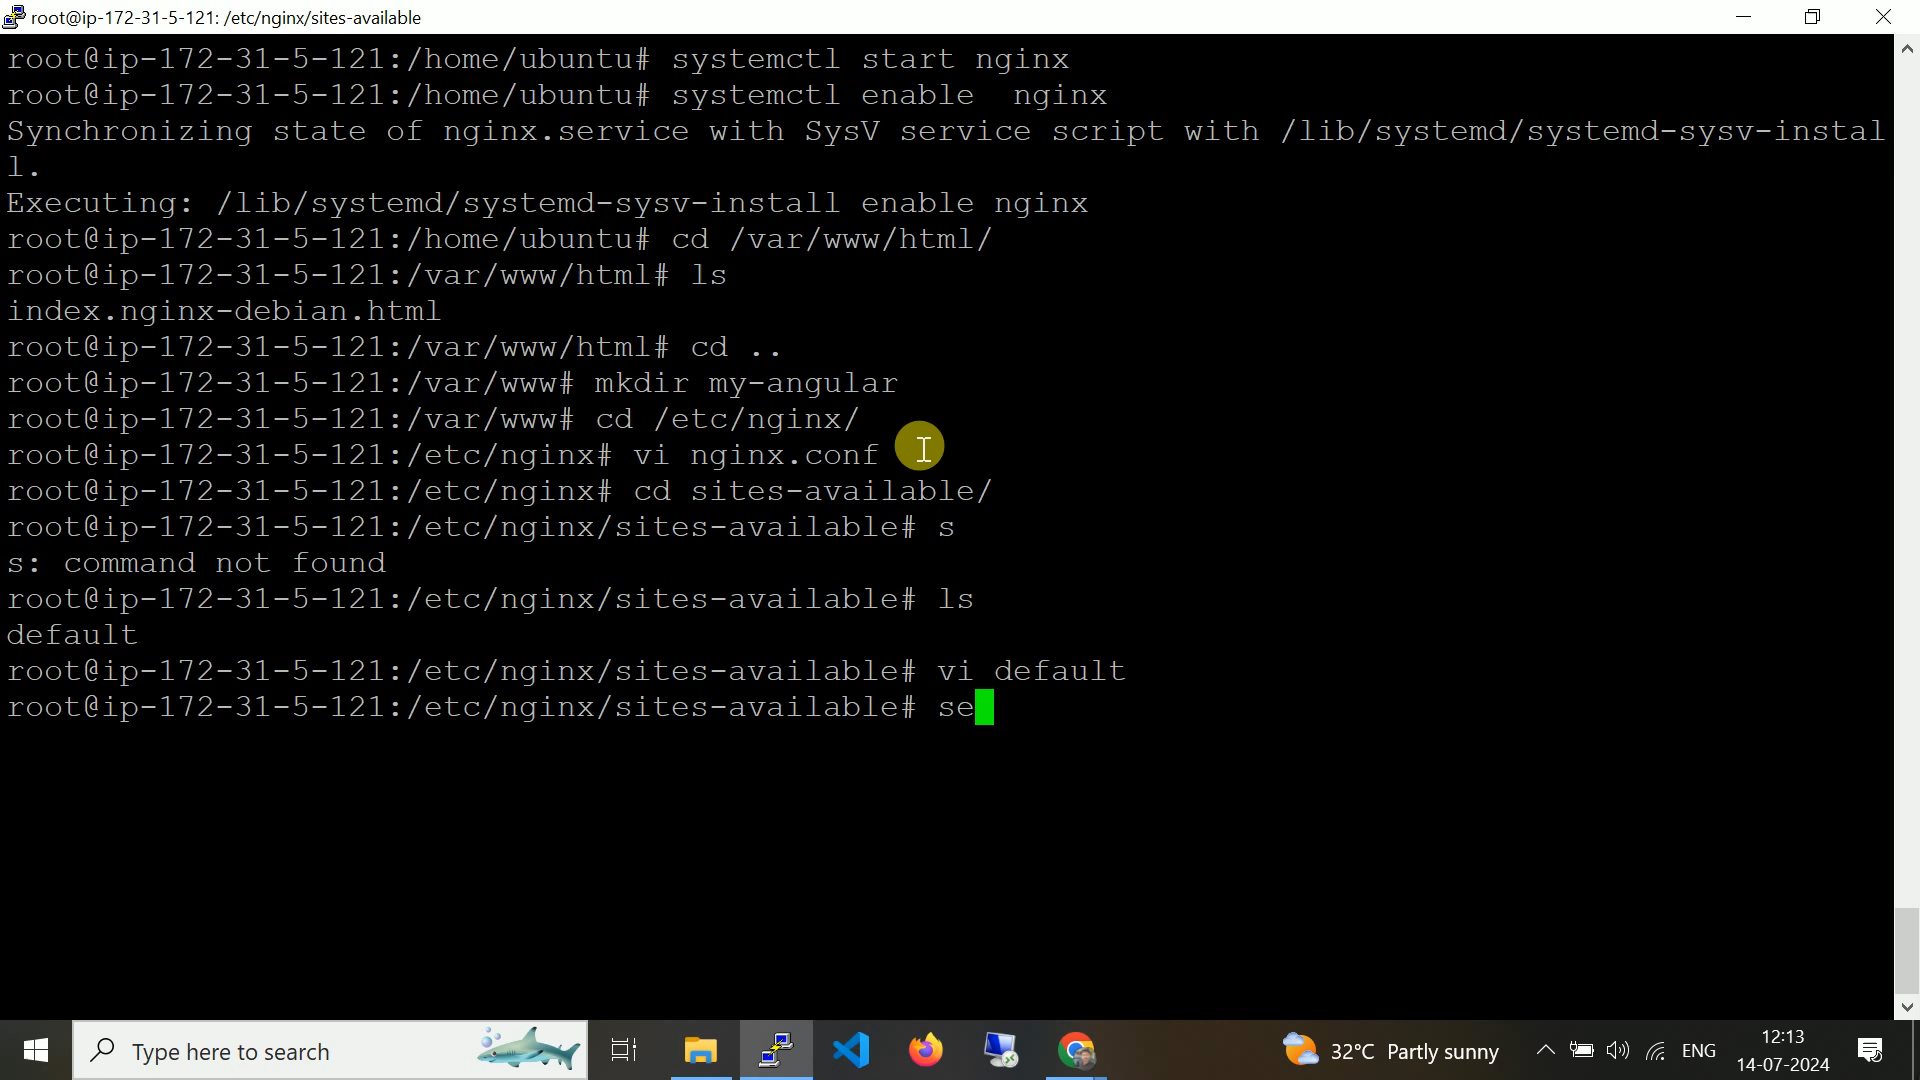 root@ip-172-31-5-121: /etc/nginx/sites-available
root@ip-172-31-5-121:/home/ubuntu# systemctl start nginx
root@ip-172-31-5-121:/home/ubuntu# systemctl enable  nginx
Synchronizing state of nginx.service with SysV service script with /lib/systemd/systemd-sysv-instal
l.
Executing: /lib/systemd/systemd-sysv-install enable nginx
root@ip-172-31-5-121:/home/ubuntu# cd /var/www/html/
root@ip-172-31-5-121:/var/www/html# ls
index.nginx-debian.html
root@ip-172-31-5-121:/var/www/html# cd ..
root@ip-172-31-5-121:/var/www# mkdir my-angular
root@ip-172-31-5-121:/var/www# cd /etc/nginx/
root@ip-172-31-5-121:/etc/nginx# vi nginx.conf
root@ip-172-31-5-121:/etc/nginx# cd sites-available/
root@ip-172-31-5-121:/etc/nginx/sites-available# s
s: command not found
root@ip-172-31-5-121:/etc/nginx/sites-available# ls
default
root@ip-172-31-5-121:/etc/nginx/sites-available# vi default
root@ip-172-31-5-121:/etc/nginx/sites-available# se
Type here to search
32°C Partly sunny
ENG
12:13
14-07-2024